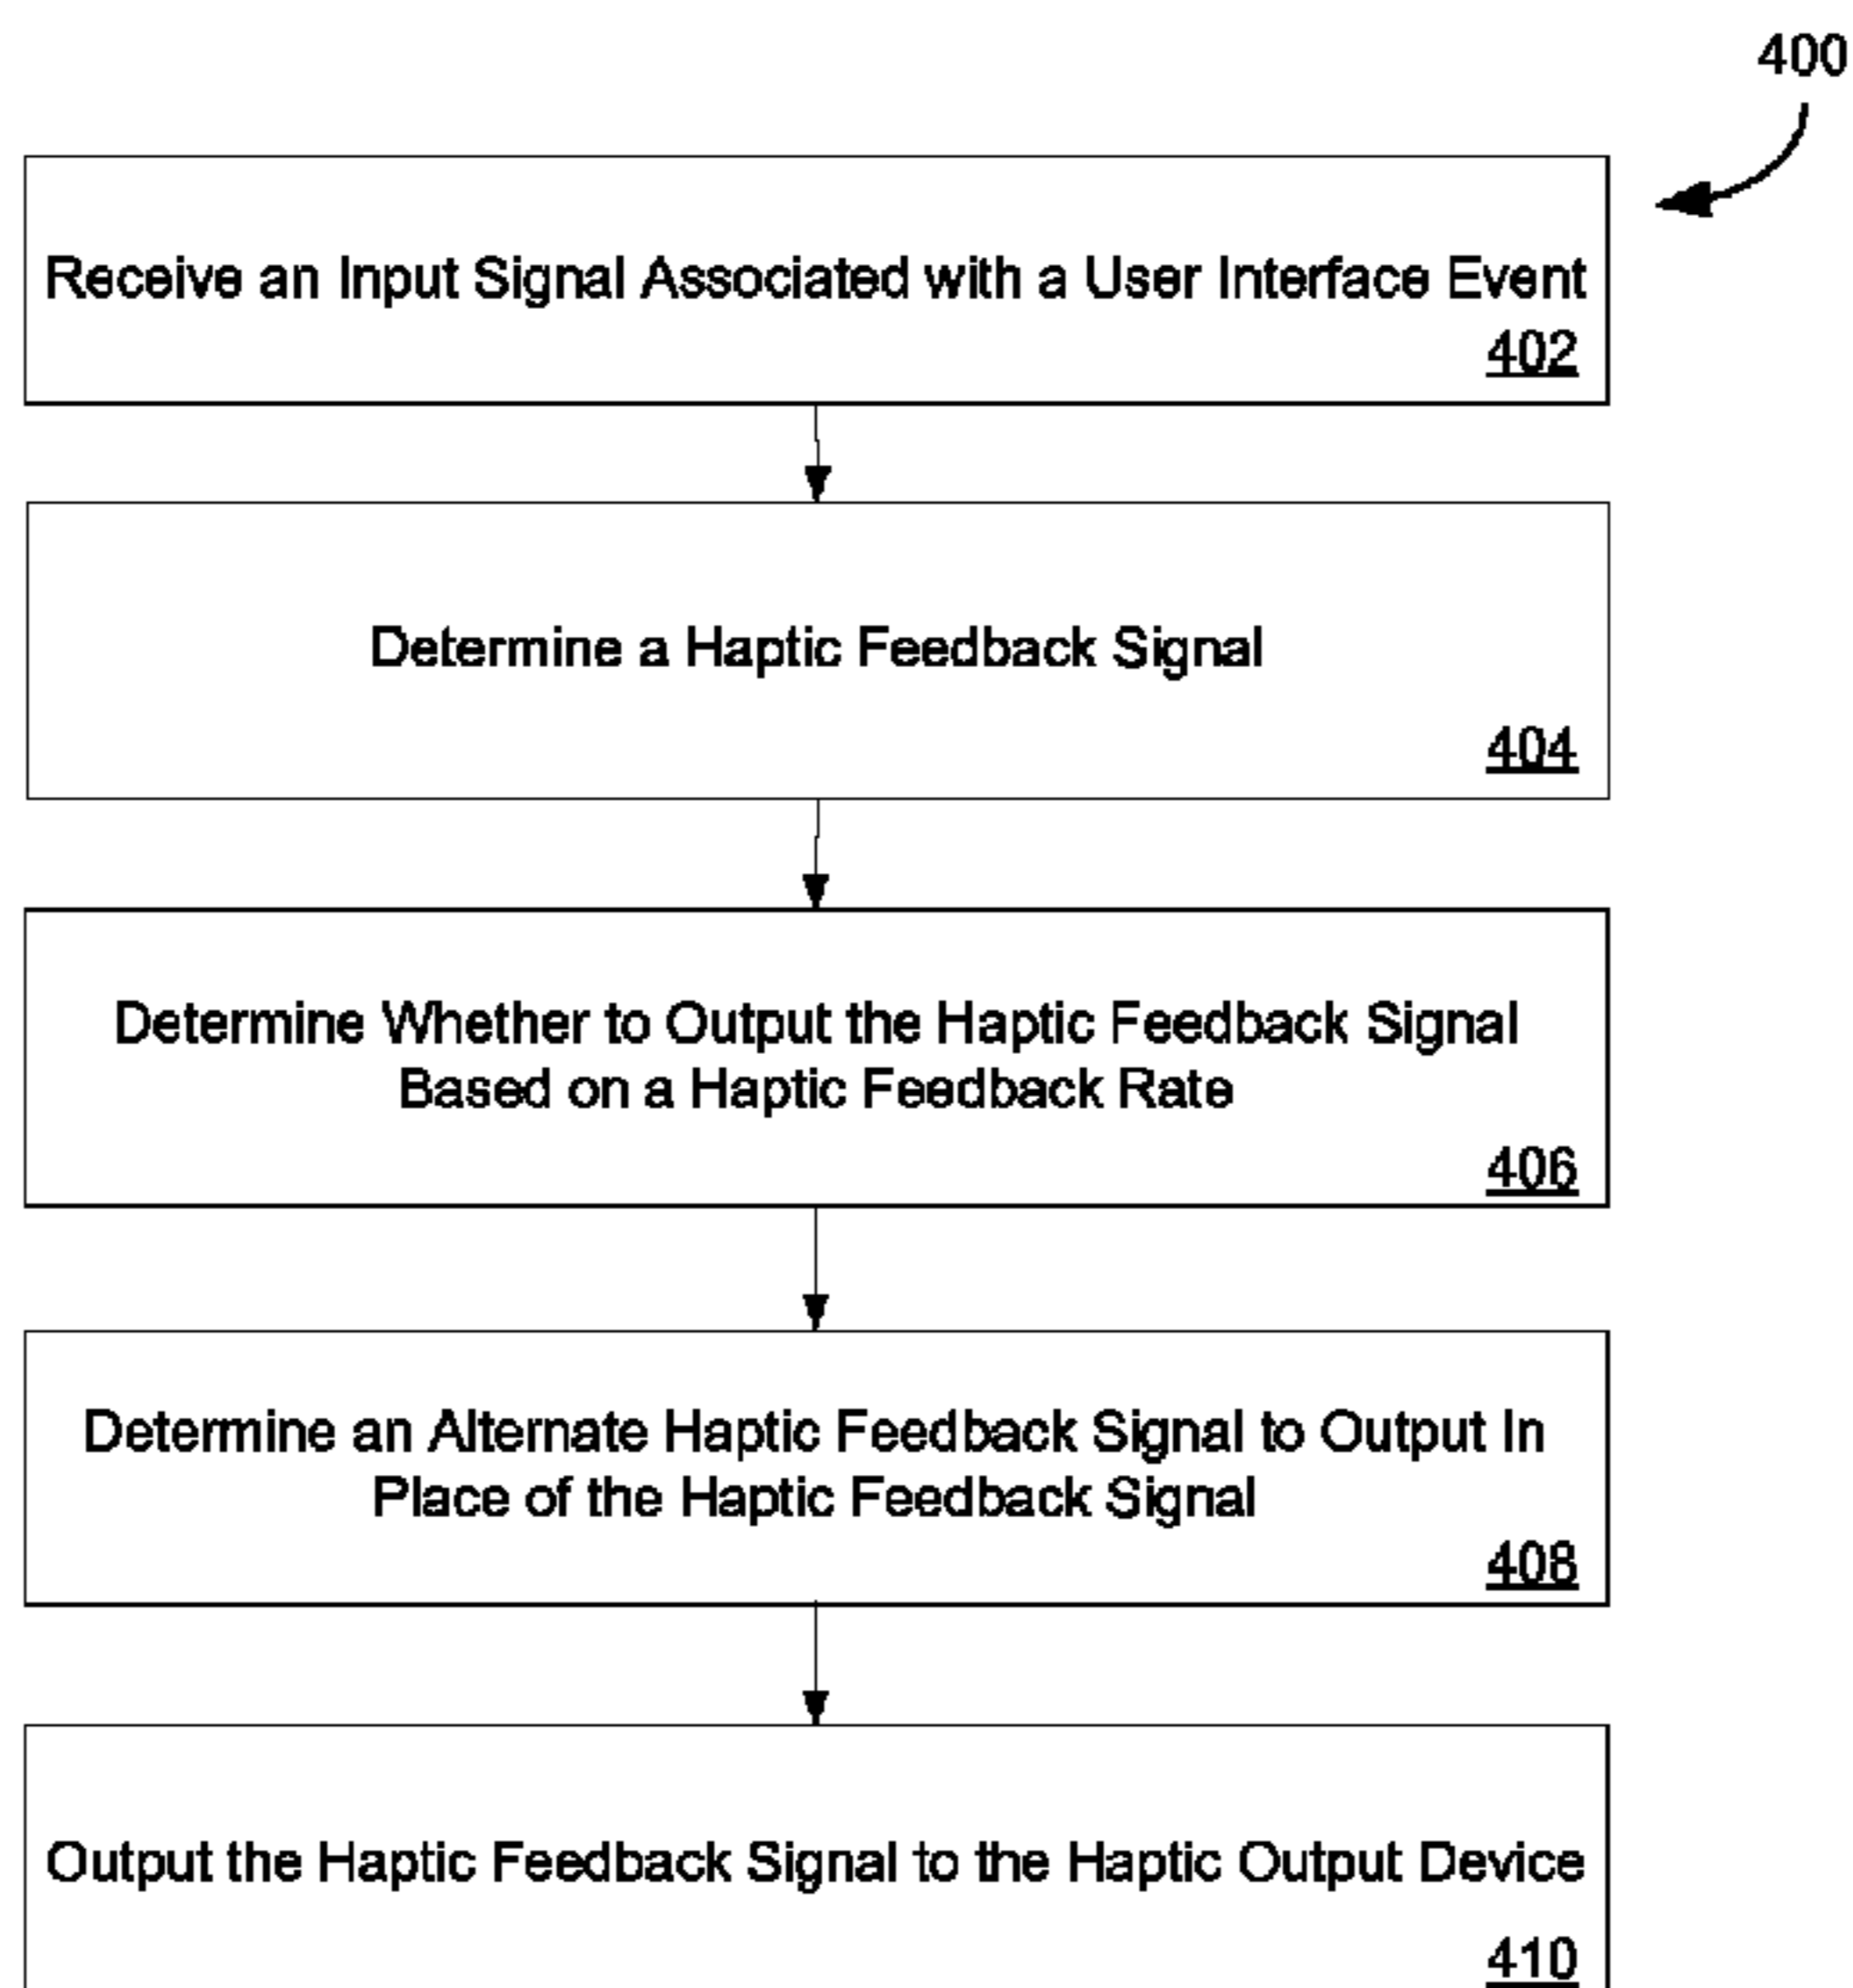 400
Receive an Input Signal Associated with a User Interface Event
402
Determine a Haptic Feedback Signal
404
Determine Whether to Output the Haptic Feedback Signal
Based on a Haptic Feedback Rate
406
Determine an Alternate Haptic Feedback Signal to Output In
Place of the Haptic Feedback Signal
408
Output the Haptic Feedback Signal to the Haptic Output Device
410